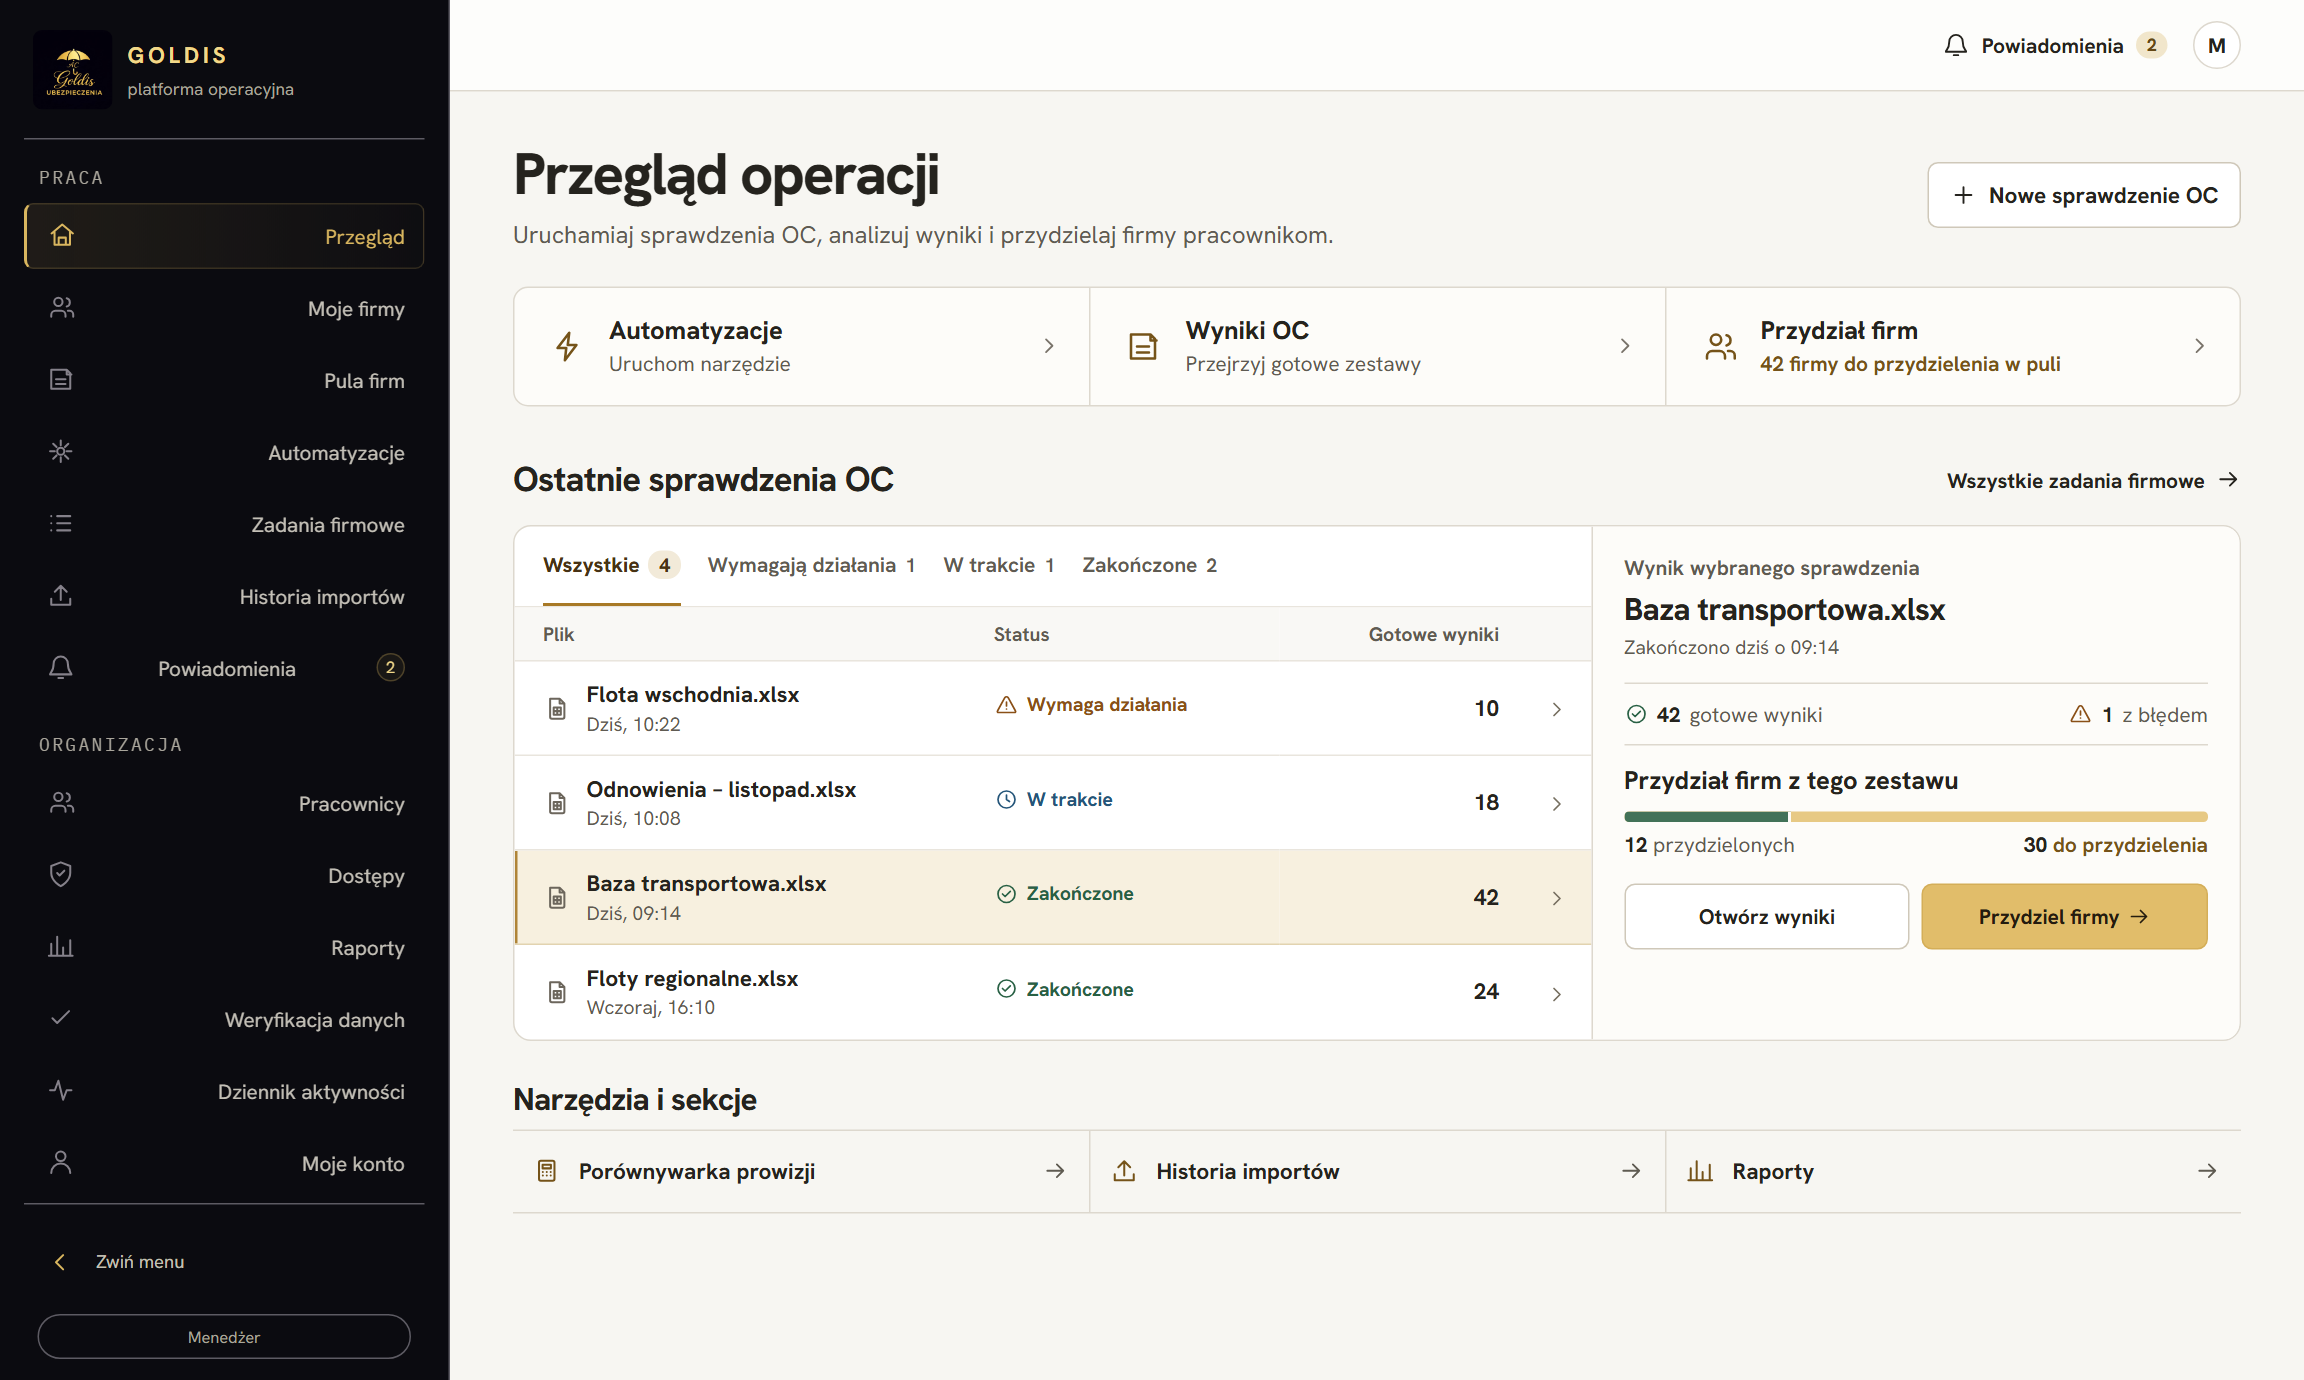 Goldis
UBEZPIECZENIA
GOLDIS
platforma operacyjna
PRACA
Przegląd
Moje firmy
Pula firm
Automatyzacje
Zadania firmowe
Historia importów
Powiadomienia 2
ORGANIZACJA
Pracownicy
Dostępy
Raporty
Weryfikacja danych
Dziennik aktywności
Moje konto
Zwiń menu
Menedżer
Powiadomienia 2 M
Przegląd operacji
Uruchamiaj sprawdzenia OC, analizuj wyniki i przydzielaj firmy pracownikom.
+ Nowe sprawdzenie OC
Automatyzacje
Uruchom narzędzie
Wyniki OC
Przejrzyj gotowe zestawy
Przydział firm
42 firmy do przydzielenia w puli
Ostatnie sprawdzenia OC
Wszystkie zadania firmowe →
Wszystkie 4 Wymagają działania 1 W trakcie 1 Zakończone 2
Plik Status Gotowe wyniki
Flota wschodnia.xlsx
Dziś, 10:22
Wymaga działania
10
Odnowienia – listopad.xlsx
Dziś, 10:08
W trakcie
18
Baza transportowa.xlsx
Dziś, 09:14
Zakończone
42
Floty regionalne.xlsx
Wczoraj, 16:10
Zakończone
24
Wynik wybranego sprawdzenia
Baza transportowa.xlsx
Zakończono dziś o 09:14
42 gotowe wyniki 1 z błędem
Przydział firm z tego zestawu
12 przydzielonych 30 do przydzielenia
Otwórz wyniki Przydziel firmy →
Narzędzia i sekcje
Porównywarka prowizji →
Historia importów →
Raporty →